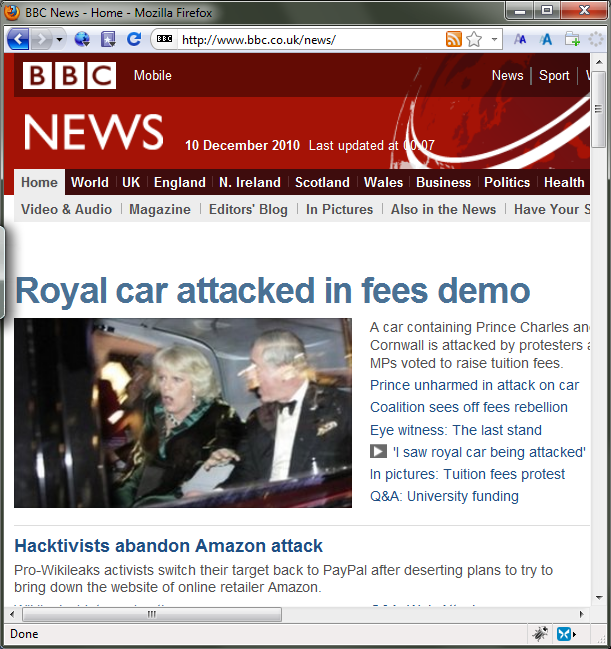 BBC News - Home - Mozilla Firefox
BBC http://www.bbc.co.uk/news/ A A
BBC Mobile News Sport
NEWS 10 December 2010 Last updated at 00:07
Home World UK England N. Ireland Scotland Wales Business Politics Health
Video & Audio Magazine Editors' Blog In Pictures Also in the News Have Your S
Royal car attacked in fees demo
A car containing Prince Charles and
Cornwall is attacked by protesters a
MPs voted to raise tuition fees.
Prince unharmed in attack on car
Coalition sees off fees rebellion
Eye witness: The last stand
'I saw royal car being attacked'
In pictures: Tuition fees protest
Q&A: University funding
Hacktivists abandon Amazon attack
Pro-Wikileaks activists switch their target back to PayPal after deserting plans to try to
bring down the website of online retailer Amazon.
Done